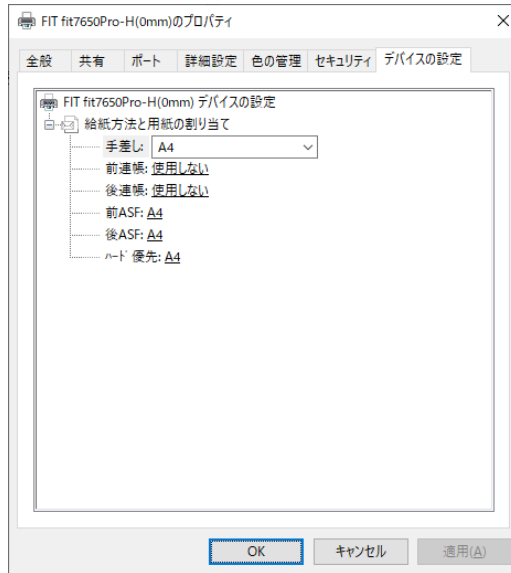 FIT fit7650Pro-H(0mm)のプロパティ
全般 共有 ポート 詳細設定 色の管理 セキュリティ デバイスの設定
FIT fit7650Pro-H(0mm) デバイスの設定
給紙方法と用紙の割り当て
手差し: A4
前連帳: 使用しない
後連帳: 使用しない
前ASF: A4
後ASF: A4
ﾊｰﾄﾞ優先: A4
OK キャンセル 適用(A)